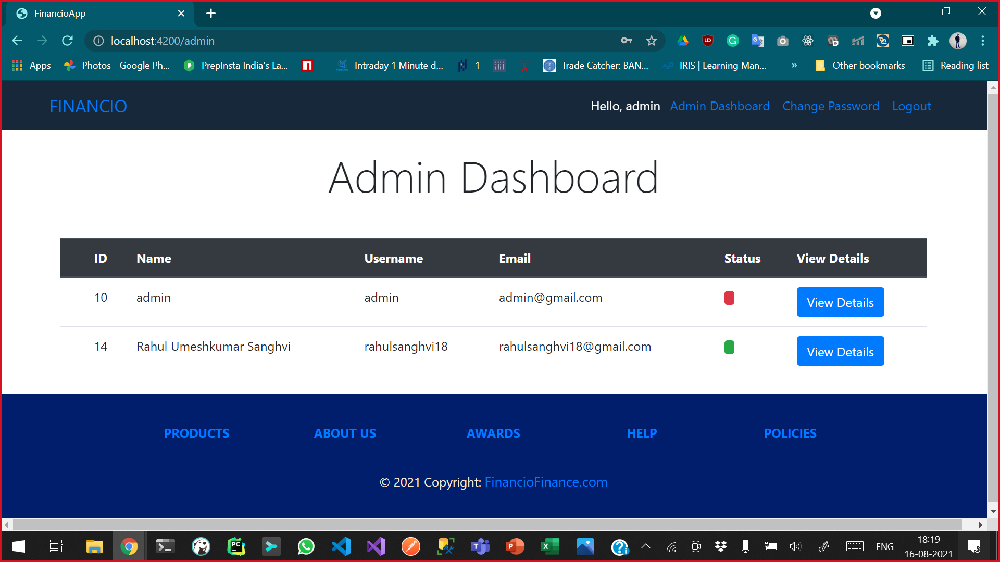 FinancioApp
localhost:4200/admin
Apps Photos - Google Ph... PrepInsta India's La... - Intraday 1 Minute d... 1 Trade Catcher: BAN... IRIS | Learning Man... » Other bookmarks Reading list
FINANCIO Hello, admin Admin Dashboard Change Password Logout
Admin Dashboard
ID Name Username Email Status View Details
10 admin admin admin@gmail.com View Details
14 Rahul Umeshkumar Sanghvi rahulsanghvi18 rahulsanghvi18@gmail.com View Details
PRODUCTS ABOUT US AWARDS HELP POLICIES
© 2021 Copyright: FinancioFinance.com
ENG 18:19
16-08-2021